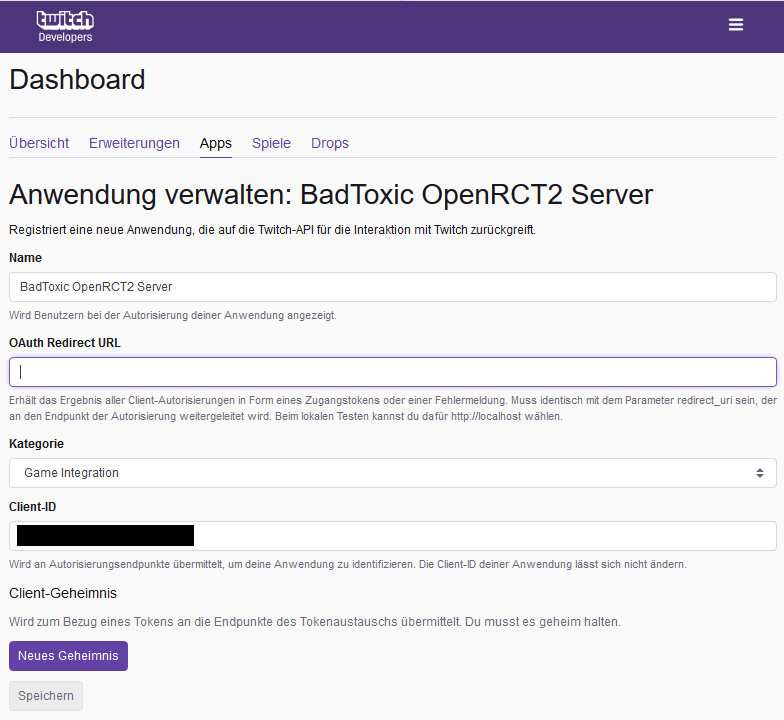 twitch
Developers
Dashboard
Übersicht Erweiterungen Apps Spiele Drops
Anwendung verwalten: BadToxic OpenRCT2 Server
Registriert eine neue Anwendung, die auf die Twitch-API für die Interaktion mit Twitch zurückgreift.
Name
BadToxic OpenRCT2 Server
Wird Benutzern bei der Autorisierung deiner Anwendung angezeigt.
OAuth Redirect URL
Erhält das Ergebnis aller Client-Autorisierungen in Form eines Zugangstokens oder einer Fehlermeldung. Muss identisch mit dem Parameter redirect_uri sein, der
an den Endpunkt der Autorisierung weitergeleitet wird. Beim lokalen Testen kannst du dafür http://localhost wählen.
Kategorie
Game Integration
Client-ID
Wird an Autorisierungsendpunkte übermittelt, um deine Anwendung zu identifizieren. Die Client-ID deiner Anwendung lässt sich nicht ändern.
Client-Geheimnis
Wird zum Bezug eines Tokens an die Endpunkte des Tokenaustauschs übermittelt. Du musst es geheim halten.
Neues Geheimnis
Speichern